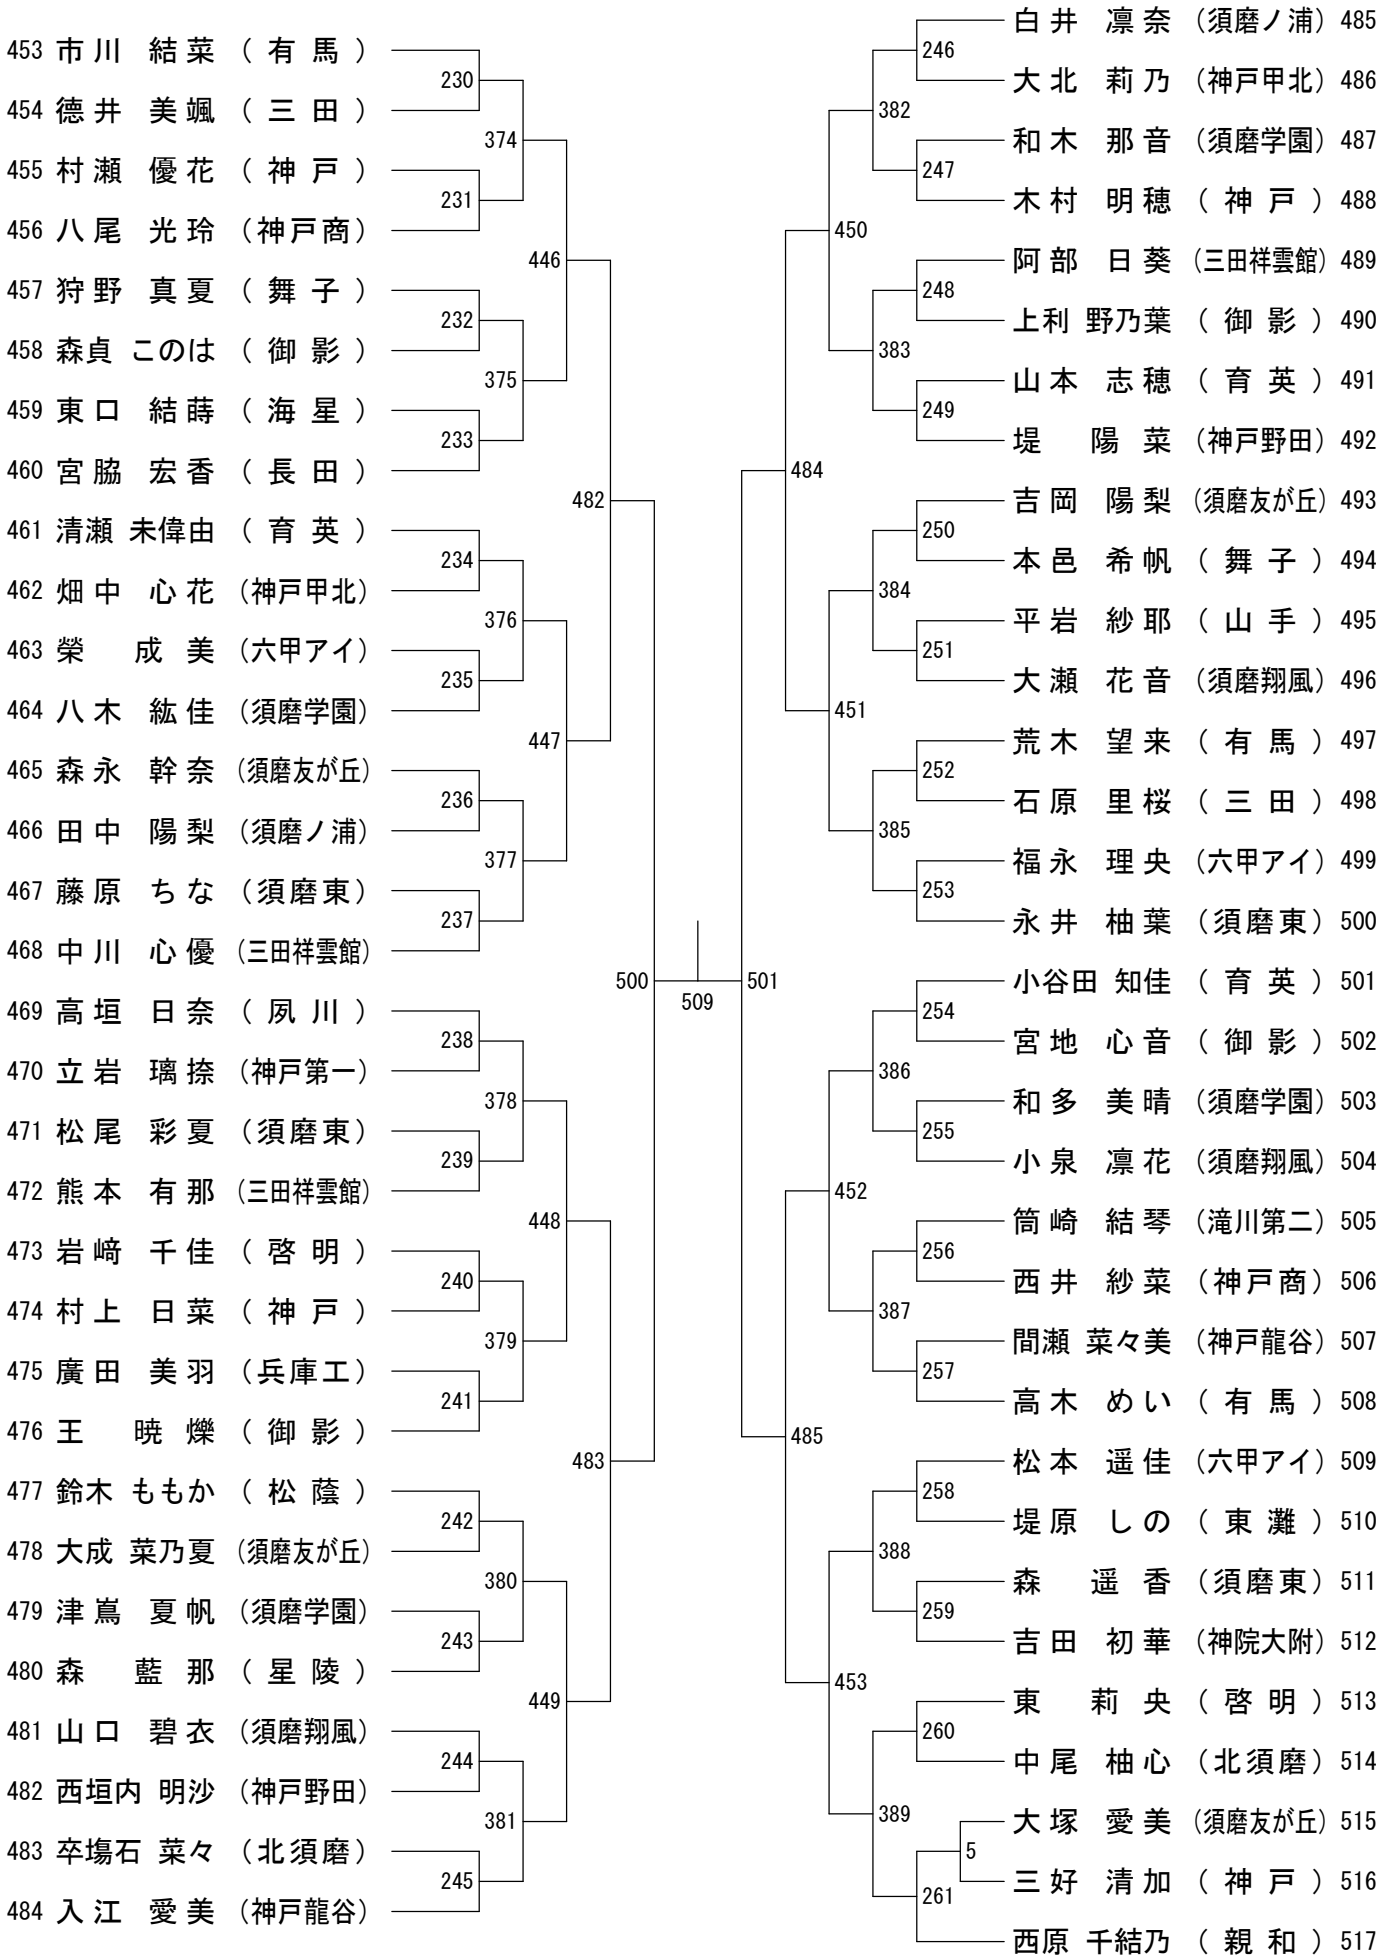 453 市川 結菜 (有馬)
454 德井 美颯 (三田)
455 村瀬 優花 (神戸)
456 八尾 光玲 (神戸商)
457 狩野 真夏 (舞子)
458 森貞 このは (御影)
459 東口 結蒔 (海星)
460 宮脇 宏香 (長田)
461 清瀬 未偉由 (育英)
462 畑中 心花 (神戸甲北)
463 榮 成美 (六甲アイ)
464 八木 紘佳 (須磨学園)
465 森永 幹奈 (須磨友が丘)
466 田中 陽梨 (須磨ノ浦)
467 藤原 ちな (須磨東)
468 中川 心優 (三田祥雲館)
469 高垣 日奈 (夙川)
470 立岩 璃捺 (神戸第一)
471 松尾 彩夏 (須磨東)
472 熊本 有那 (三田祥雲館)
473 岩﨑 千佳 (啓明)
474 村上 日菜 (神戸)
475 廣田 美羽 (兵庫工)
476 王 暁爍 (御影)
477 鈴木 ももか (松蔭)
478 大成 菜乃夏 (須磨友が丘)
479 津嶌 夏帆 (須磨学園)
480 森 藍那 (星陵)
481 山口 碧衣 (須磨翔風)
482 西垣内 明沙 (神戸野田)
483 卒塲石 菜々 (北須磨)
484 入江 愛美 (神戸龍谷)
230
231
232
233
234
235
236
237
238
239
240
241
242
243
244
245
374
375
376
377
378
379
380
381
446
447
448
449
482
483
500
509
501
484
485
450
451
452
453
382
383
384
385
386
387
388
389
246
247
248
249
250
251
252
253
254
255
256
257
258
259
260
5
261
白井 凛奈 (須磨ノ浦) 485
大北 莉乃 (神戸甲北) 486
和木 那音 (須磨学園) 487
木村 明穂 (神戸) 488
阿部 日葵 (三田祥雲館) 489
上利 野乃葉 (御影) 490
山本 志穂 (育英) 491
堤 陽菜 (神戸野田) 492
吉岡 陽梨 (須磨友が丘) 493
本邑 希帆 (舞子) 494
平岩 紗耶 (山手) 495
大瀬 花音 (須磨翔風) 496
荒木 望来 (有馬) 497
石原 里桜 (三田) 498
福永 理央 (六甲アイ) 499
永井 柚葉 (須磨東) 500
小谷田 知佳 (育英) 501
宮地 心音 (御影) 502
和多 美晴 (須磨学園) 503
小泉 凛花 (須磨翔風) 504
筒崎 結琴 (滝川第二) 505
西井 紗菜 (神戸商) 506
間瀬 菜々美 (神戸龍谷) 507
高木 めい (有馬) 508
松本 遥佳 (六甲アイ) 509
堤原 しの (東灘) 510
森 遥香 (須磨東) 511
吉田 初華 (神院大附) 512
東 莉央 (啓明) 513
中尾 柚心 (北須磨) 514
大塚 愛美 (須磨友が丘) 515
三好 清加 (神戸) 516
西原 千結乃 (親和) 517